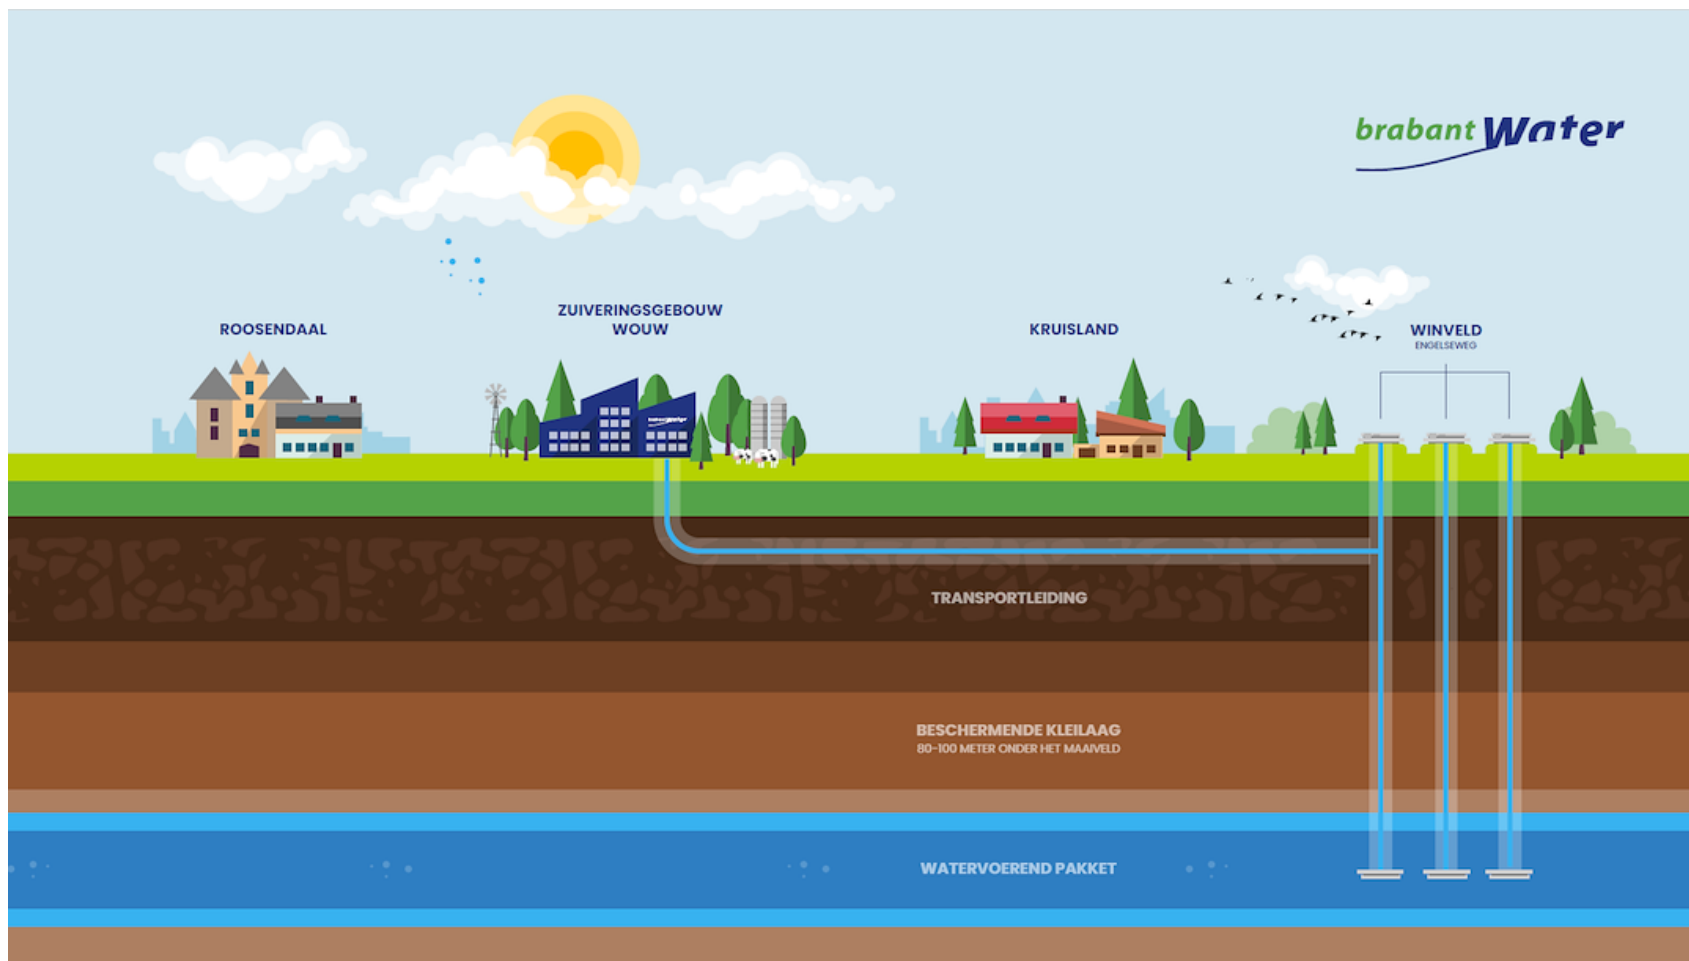 brabant Water
ROOSENDAAL
ZUIVERINGSGEBOUW
WOUW
KRUISLAND
WINVELD
ENGELSEWEG
TRANSPORTLEIDING
BESCHERMENDE KLEILAAG
80-100 METER ONDER HET MAAIVELD
WATERVOEREND PAKKET